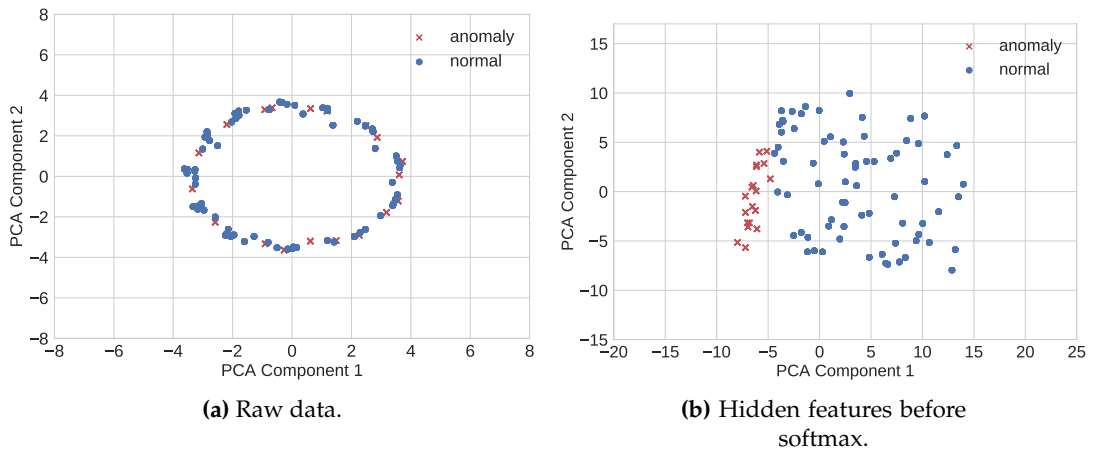 8
6
4
2
0
−2
−4
−6
−8
PCA Component 2
anomaly
normal
−8 −6 −4 −2 0 2 4 6 8
PCA Component 1
(a) Raw data.
15
10
5
0
−5
−10
−15
PCA Component 2
anomaly
normal
−20 −15 −10 −5 0 5 10 15 20 25
PCA Component 1
(b) Hidden features before
softmax.